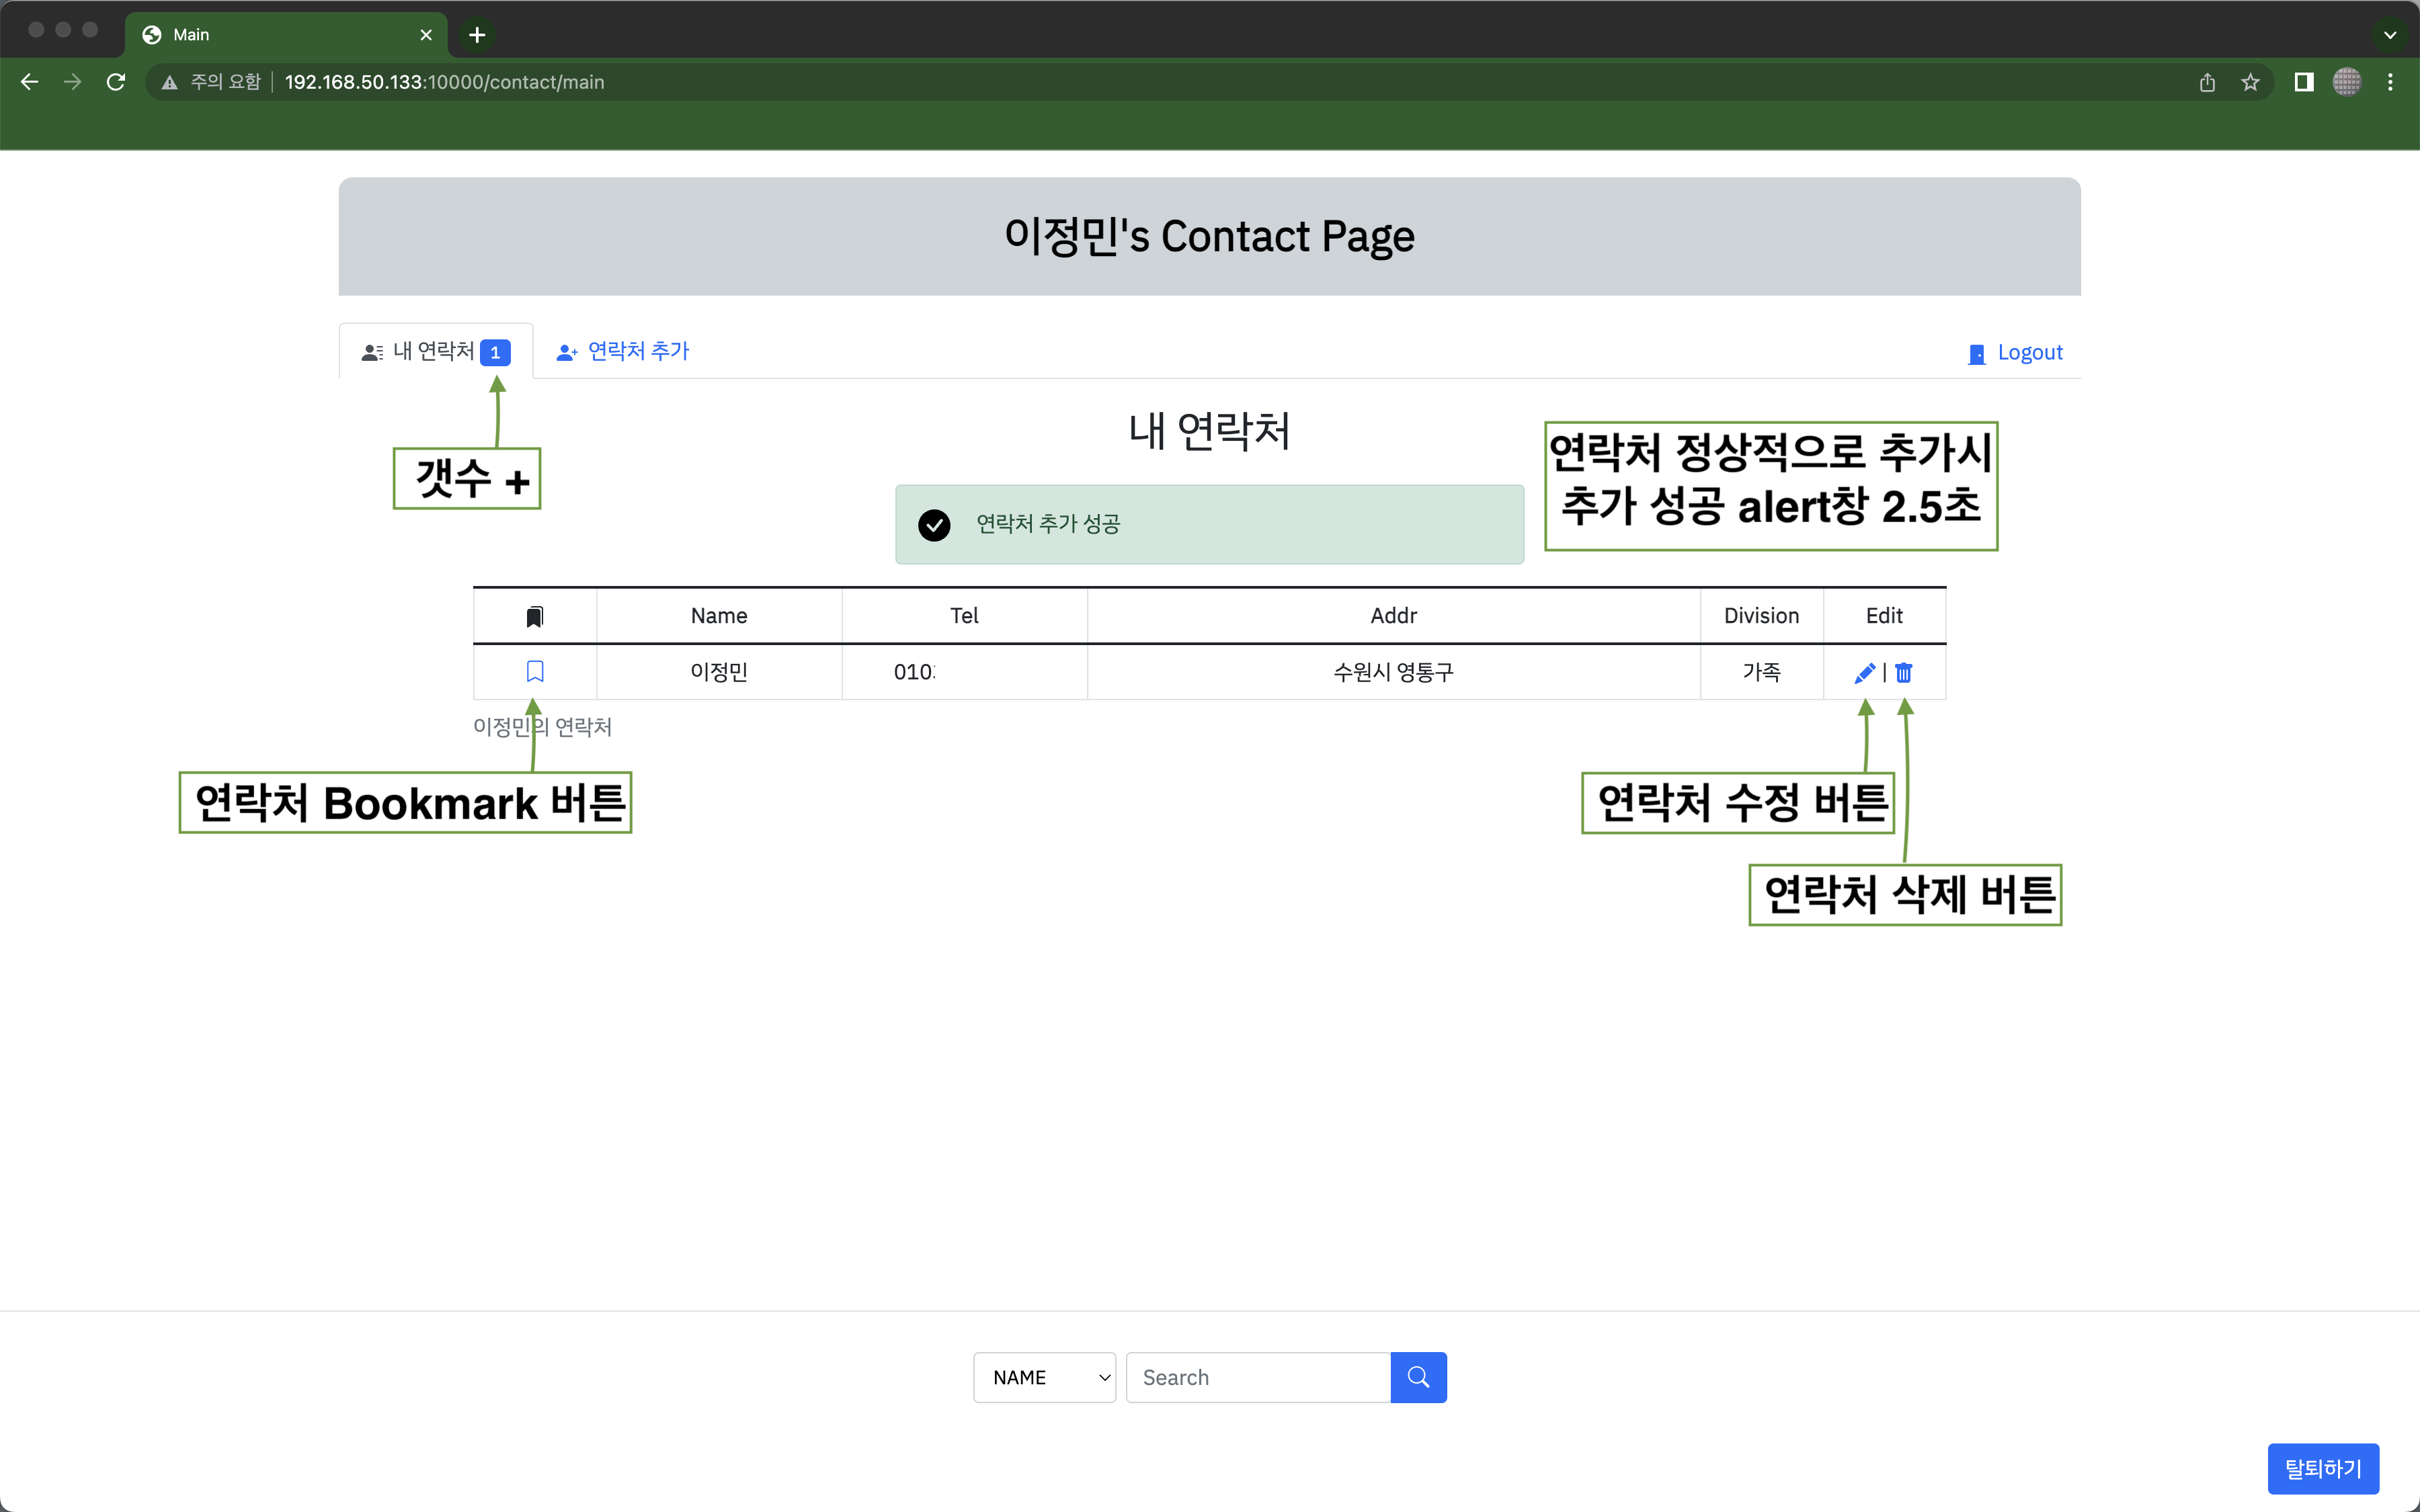 Main
주의 요함
192.168.50.133:10000/contact/main
이정민's Contact Page
내 연락처 1
연락처 추가
Logout
내 연락처
갯수 +
연락처 정상적으로 추가시
추가 성공 alert창 2.5초
연락처 추가 성공
Name Tel Addr Division Edit
이정민 010 수원시 영통구 가족 |
이정민의 연락처
연락처 Bookmark 버튼
연락처 수정 버튼
연락처 삭제 버튼
NAME
Search
탈퇴하기